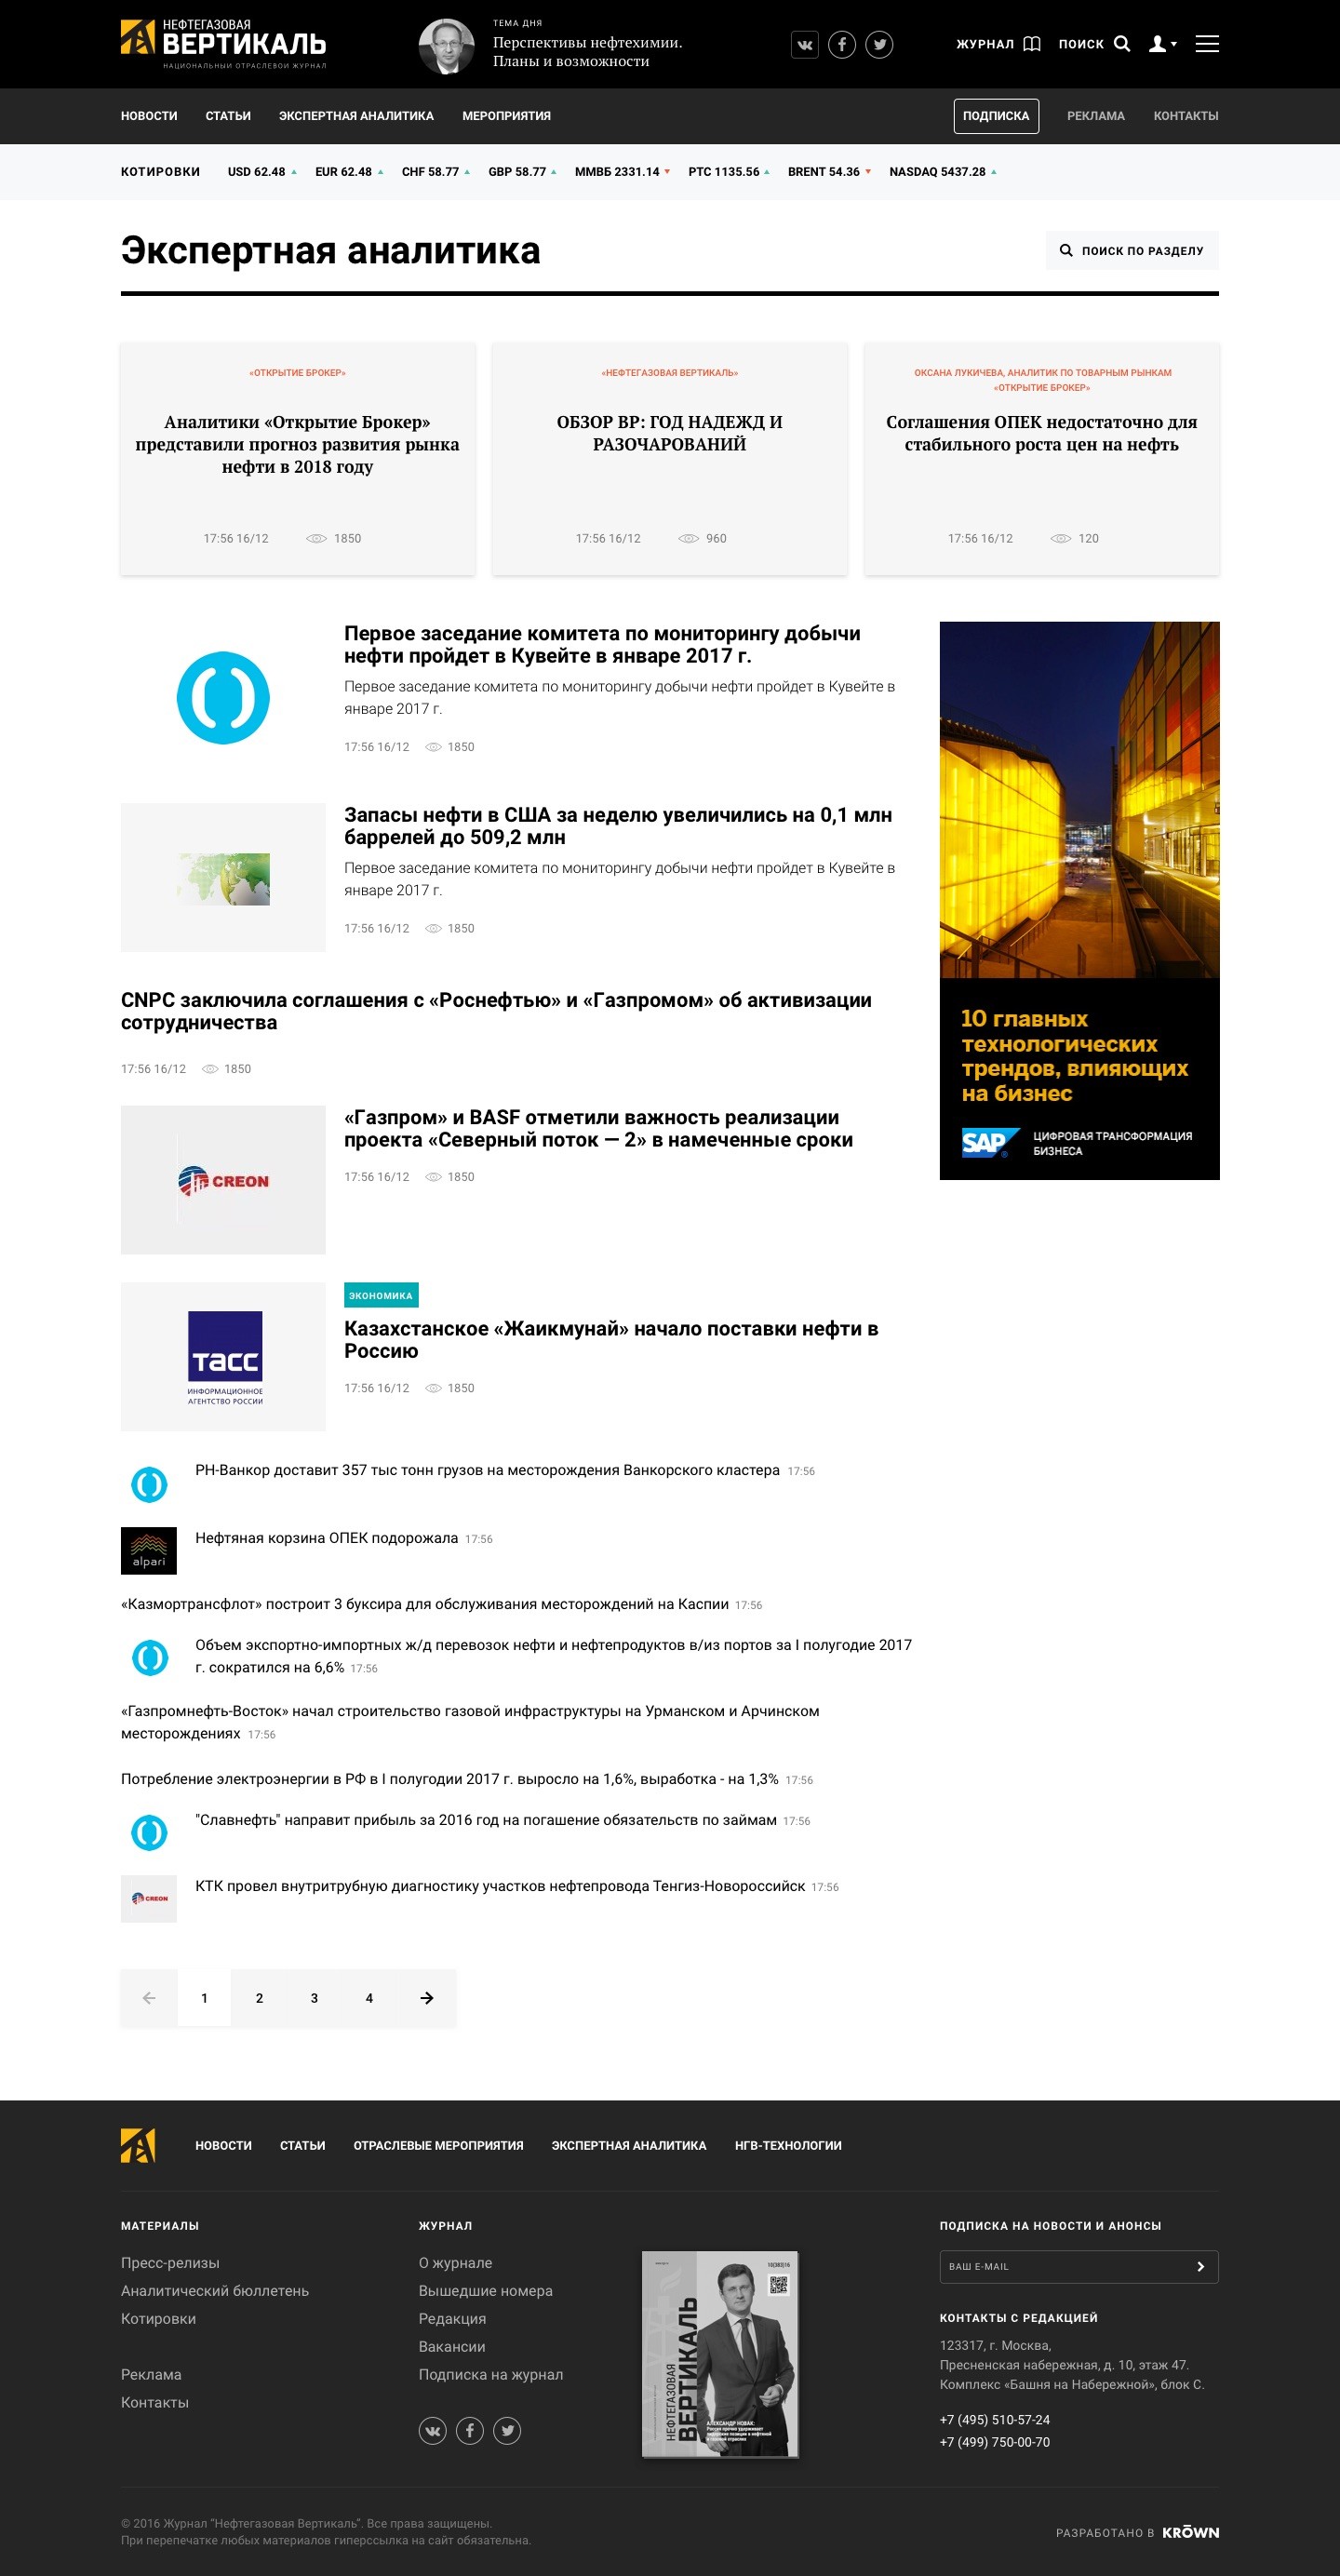 НЕФТЕГАЗОВАЯ
ВЕРТИКАЛЬ
НАЦИОНАЛЬНЫЙ ОТРАСЛЕВОЙ ЖУРНАЛ
ТЕМА ДНЯ
Перспективы нефтехимии.
Планы и возможности
ЖУРНАЛ
ПОИСК
НОВОСТИ СТАТЬИ ЭКСПЕРТНАЯ АНАЛИТИКА МЕРОПРИЯТИЯ ПОДПИСКА РЕКЛАМА КОНТАКТЫ
КОТИРОВКИ USD 62.48 EUR 62.48 CHF 58.77 GBP 58.77 ММВБ 2331.14 РТС 1135.56 BRENT 54.36 NASDAQ 5437.28
Экспертная аналитика
ПОИСК ПО РАЗДЕЛУ
«ОТКРЫТИЕ БРОКЕР»
Аналитики «Открытие Брокер»
представили прогноз развития рынка
нефти в 2018 году
17:56 16/12 1850
«НЕФТЕГАЗОВАЯ ВЕРТИКАЛЬ»
ОБЗОР ВР: ГОД НАДЕЖД И
РАЗОЧАРОВАНИЙ
17:56 16/12 960
ОКСАНА ЛУКИЧЕВА, АНАЛИТИК ПО ТОВАРНЫМ РЫНКАМ
«ОТКРЫТИЕ БРОКЕР»
Соглашения ОПЕК недостаточно для
стабильного роста цен на нефть
17:56 16/12 120
Первое заседание комитета по мониторингу добычи
нефти пройдет в Кувейте в январе 2017 г.
Первое заседание комитета по мониторингу добычи нефти пройдет в Кувейте в
январе 2017 г.
17:56 16/12 1850
Запасы нефти в США за неделю увеличились на 0,1 млн
баррелей до 509,2 млн
Первое заседание комитета по мониторингу добычи нефти пройдет в Кувейте в
январе 2017 г.
17:56 16/12 1850
CNPC заключила соглашения с «Роснефтью» и «Газпромом» об активизации
сотрудничества
17:56 16/12 1850
CREON
«Газпром» и BASF отметили важность реализации
проекта «Северный поток — 2» в намеченные сроки
17:56 16/12 1850
ТАСС
ИНФОРМАЦИОННОЕ
АГЕНТСТВО РОССИИ
ЭКОНОМИКА
Казахстанское «Жаикмунай» начало поставки нефти в
Россию
17:56 16/12 1850
10 главных
технологических
трендов, влияющих
на бизнес
SAP
ЦИФРОВАЯ ТРАНСФОРМАЦИЯ
БИЗНЕСА
РН-Ванкор доставит 357 тыс тонн грузов на месторождения Ванкорского кластера 17:56
alpari
Нефтяная корзина ОПЕК подорожала 17:56
«Казмортрансфлот» построит 3 буксира для обслуживания месторождений на Каспии 17:56
Объем экспортно-импортных ж/д перевозок нефти и нефтепродуктов в/из портов за I полугодие 2017
г. сократился на 6,6% 17:56
«Газпромнефть-Восток» начал строительство газовой инфраструктуры на Урманском и Арчинском
месторождениях 17:56
Потребление электроэнергии в РФ в I полугодии 2017 г. выросло на 1,6%, выработка - на 1,3% 17:56
"Славнефть" направит прибыль за 2016 год на погашение обязательств по займам 17:56
CREON
КТК провел внутритрубную диагностику участков нефтепровода Тенгиз-Новороссийск 17:56
1 2 3 4
НОВОСТИ СТАТЬИ ОТРАСЛЕВЫЕ МЕРОПРИЯТИЯ ЭКСПЕРТНАЯ АНАЛИТИКА НГВ-ТЕХНОЛОГИИ
МАТЕРИАЛЫ
Пресс-релизы
Аналитический бюллетень
Котировки
Реклама
Контакты
ЖУРНАЛ
О журнале
Вышедшие номера
Редакция
Вакансии
Подписка на журнал
НЕФТЕГАЗОВАЯ
ВЕРТИКАЛЬ
АЛЕКСАНДР НОВАК:
ПОДПИСКА НА НОВОСТИ И АНОНСЫ
ВАШ E-MAIL
КОНТАКТЫ С РЕДАКЦИЕЙ
123317, г. Москва,
Пресненская набережная, д. 10, этаж 47.
Комплекс «Башня на Набережной», блок С.
+7 (495) 510-57-24
+7 (499) 750-00-70
© 2016 Журнал “Нефтегазовая Вертикаль”. Все права защищены.
При перепечатке любых материалов гиперссылка на сайт обязательна.
РАЗРАБОТАНО В KRŌWN